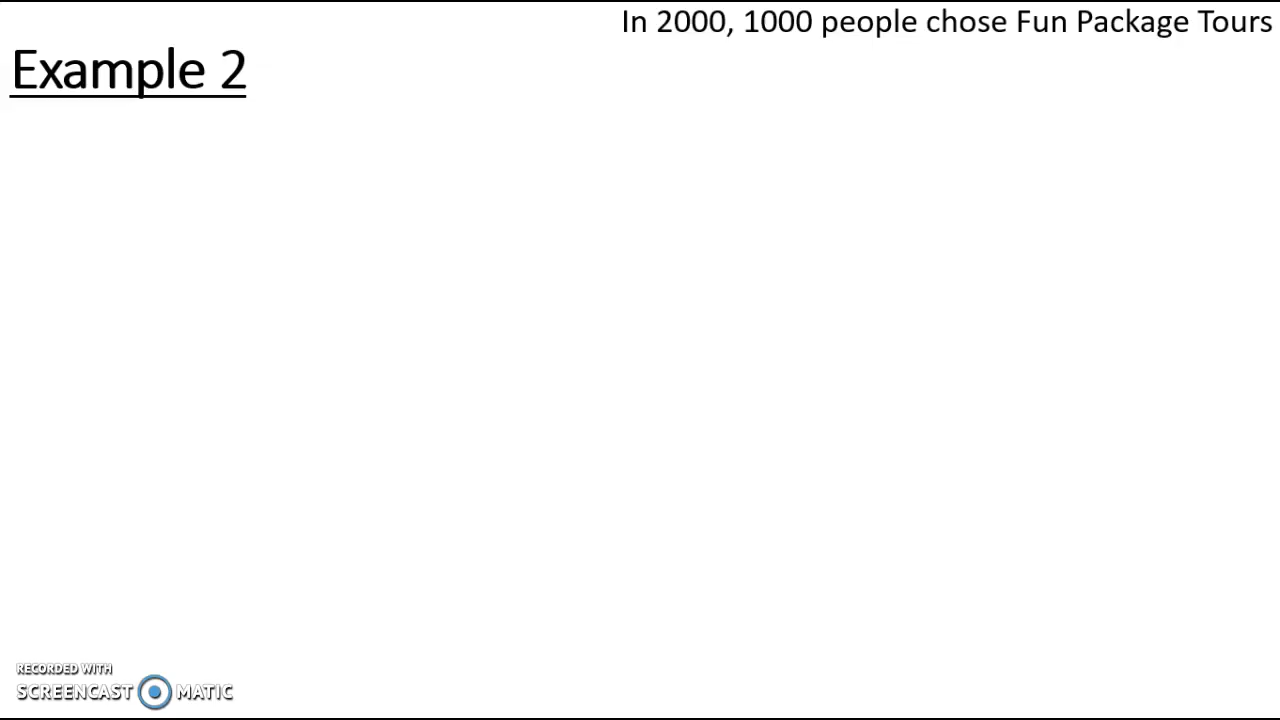 In 2000, 1000 people chose Fun Package Tours
Example 2
RECORDED WITH
SCREENCAST MATIC